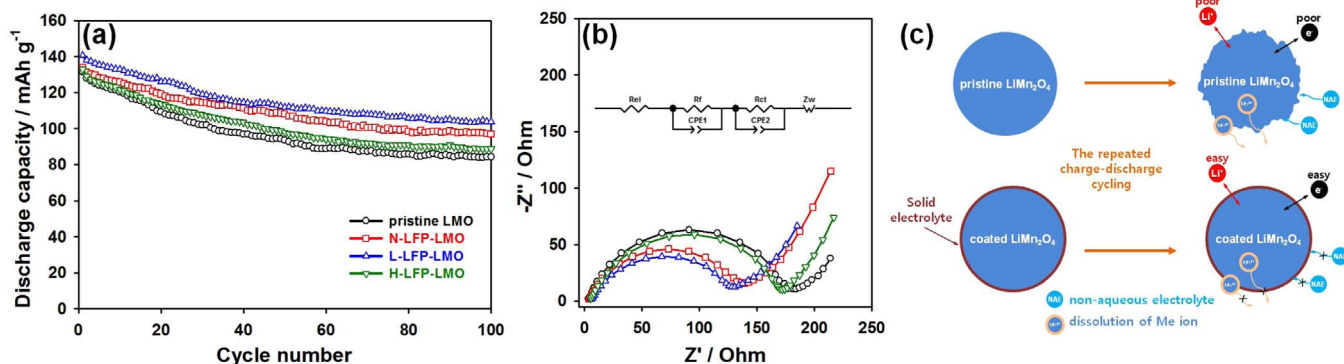 (a)
Discharge capacity / mAh g-1
160
140
120
100
80
60
40
20
0
0
20
40
60
80
100
Cycle number
pristine LMO
N-LFP-LMO
L-LFP-LMO
H-LFP-LMO
(b)
-Z'' / Ohm
250
200
150
100
50
0
0
50
100
150
200
250
Z' / Ohm
Rel
Rf
CPE1
Rct
CPE2
Zw
(c)
pristine LiMn2O4
poor
Li+
poor
e-
pristine LiMn2O4
NAE
NAE
The repeated
charge-discharge
cycling
Solid
electrolyte
coated LiMn2O4
easy
Li+
easy
e-
coated LiMn2O4
NAE
NAE
NAE non-aqueous electrolyte
dissolution of Me ion